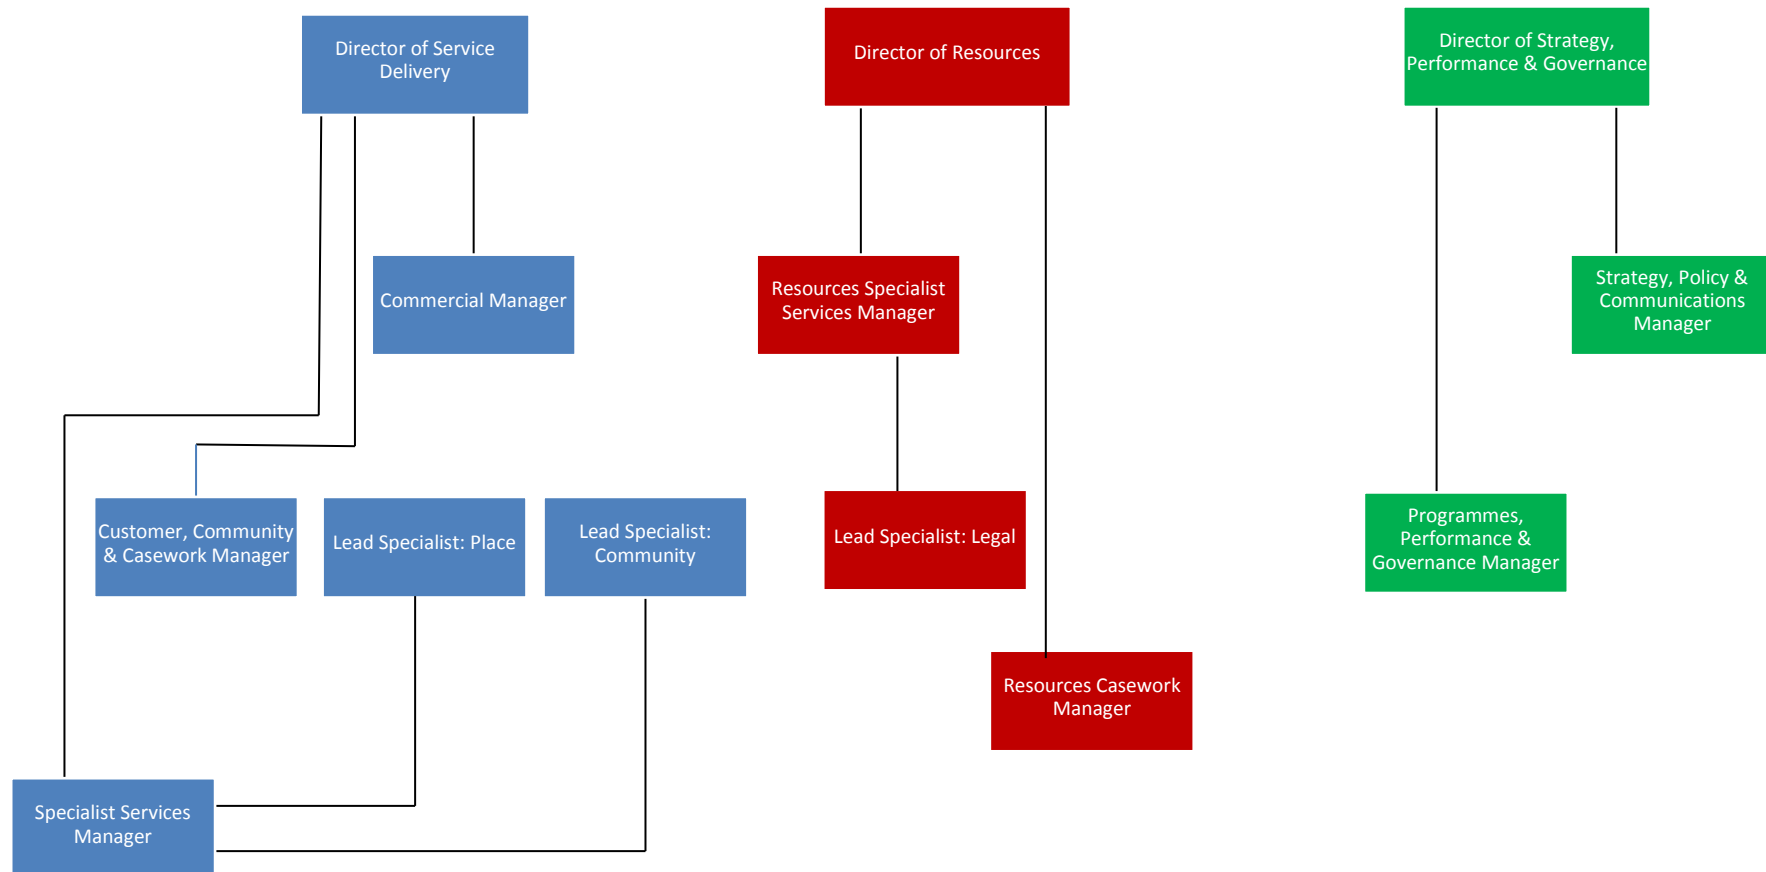 Director of Service
Delivery
Director of Resources
Director of Strategy,
Performance & Governance
Commercial Manager
Resources Specialist
Services Manager
Strategy, Policy &
Communications
Manager
Customer, Community
& Casework Manager
Lead Specialist: Place
Lead Specialist:
Community
Lead Specialist: Legal
Programmes,
Performance &
Governance Manager
Resources Casework
Manager
Specialist Services
Manager